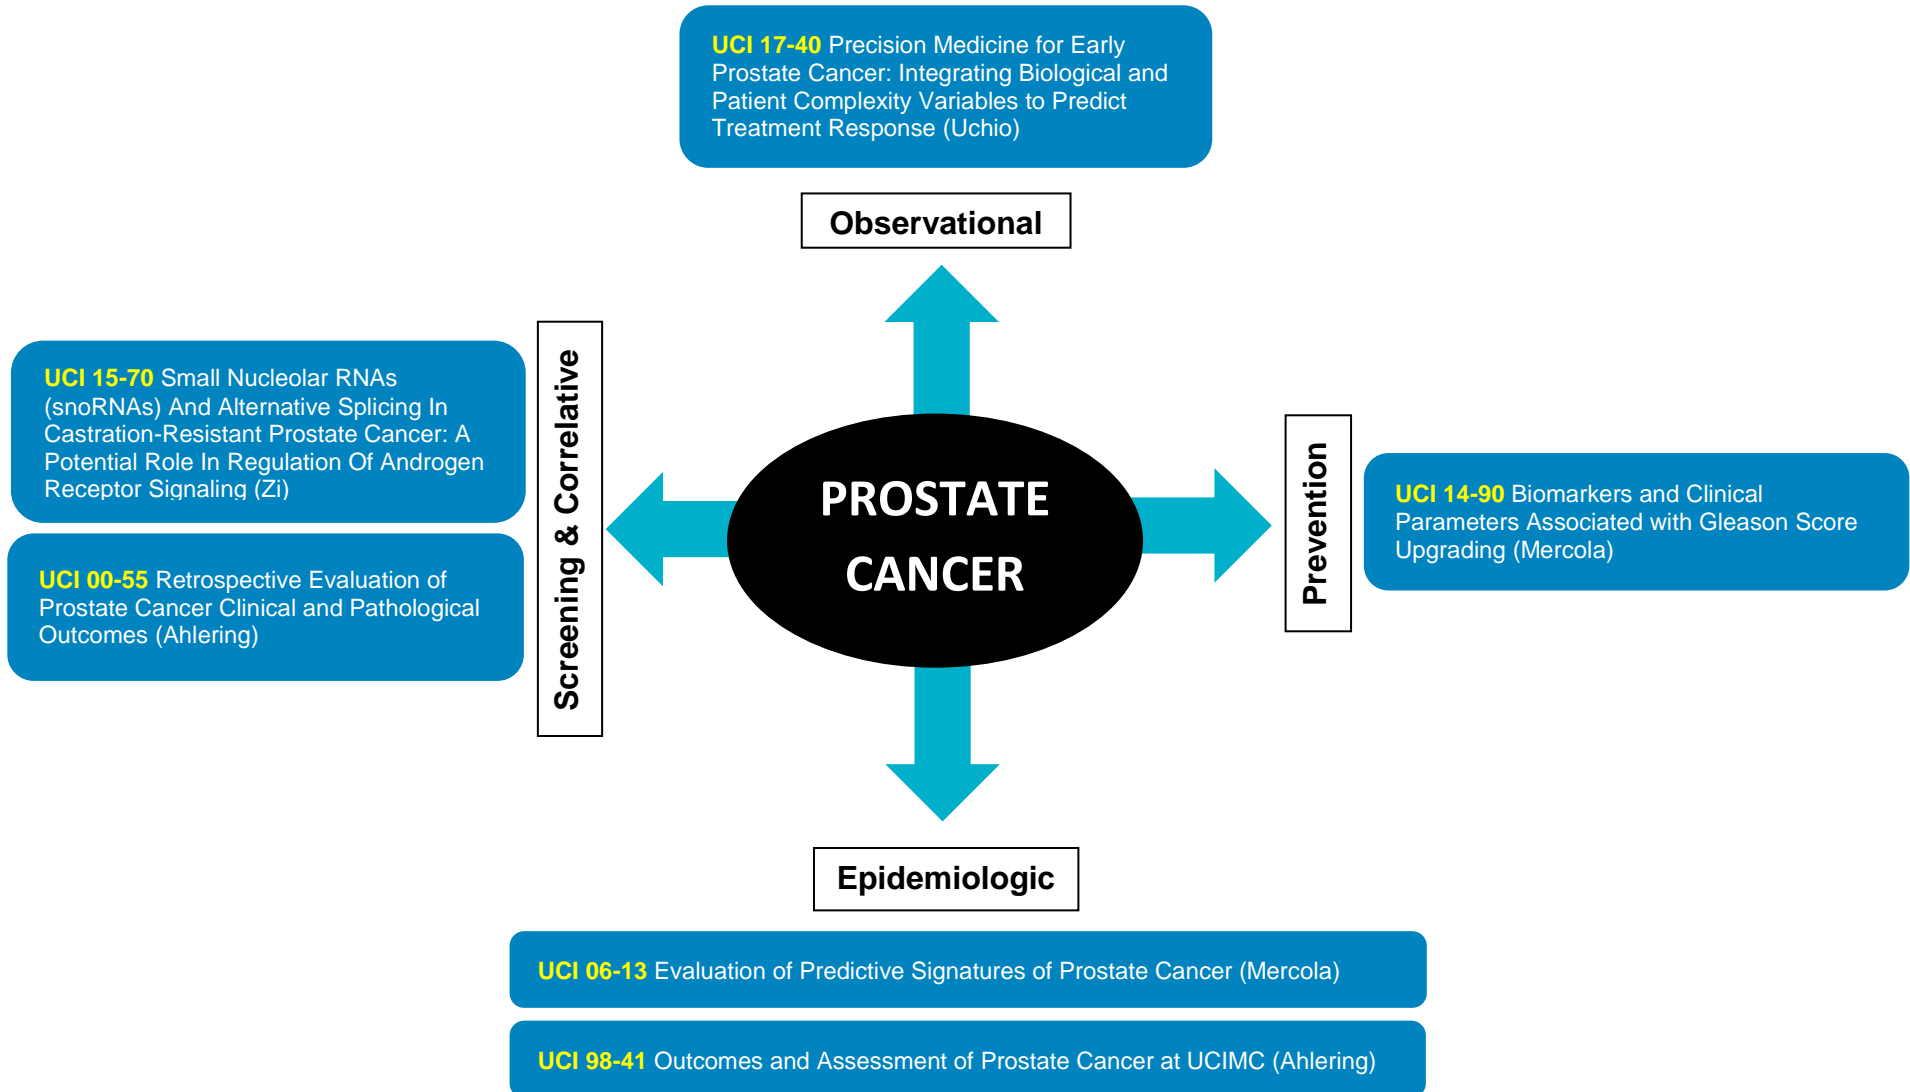 UCI 17-40 Precision Medicine for Early
Prostate Cancer: Integrating Biological and
Patient Complexity Variables to Predict
Treatment Response (Uchio)
Observational
UCI 15-70 Small Nucleolar RNAs
(snoRNAs) And Alternative Splicing In
Castration-Resistant Prostate Cancer: A
Potential Role In Regulation Of Androgen
Receptor Signaling (Zi)
UCI 00-55 Retrospective Evaluation of
Prostate Cancer Clinical and Pathological
Outcomes (Ahlering)
Screening & Correlative
PROSTATE
CANCER
Prevention
UCI 14-90 Biomarkers and Clinical
Parameters Associated with Gleason Score
Upgrading (Mercola)
Epidemiologic
UCI 06-13 Evaluation of Predictive Signatures of Prostate Cancer (Mercola)
UCI 98-41 Outcomes and Assessment of Prostate Cancer at UCIMC (Ahlering)